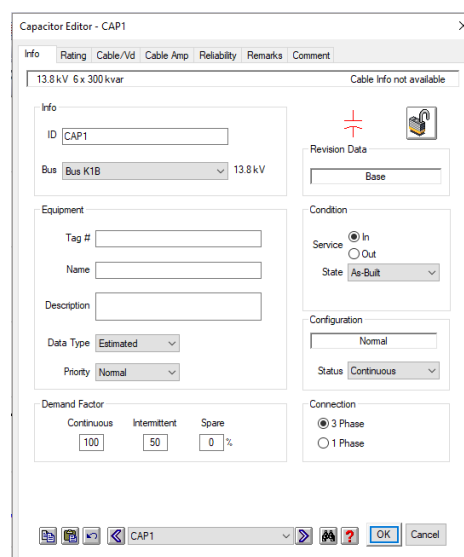 Capacitor Editor - CAP1
Info Rating Cable/Vd Cable Amp Reliability Remarks Comment
13.8 kV 6 x 300 kvar Cable Info not available
Info
ID CAP1
Bus Bus K1B 13.8 kV
Revision Data
Base
Equipment
Tag #
Name
Description
Data Type Estimated
Priority Normal
Condition
Service In
Out
State As-Built
Configuration
Normal
Status Continuous
Demand Factor
Continuous Intermittent Spare
100 50 0 %
Connection
3 Phase
1 Phase
CAP1 ? OK Cancel